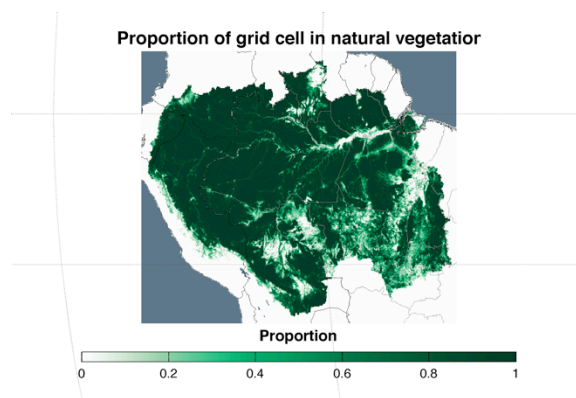 Proportion of grid cell in natural vegetatior
Proportion
0 0.2 0.4 0.6 0.8 1